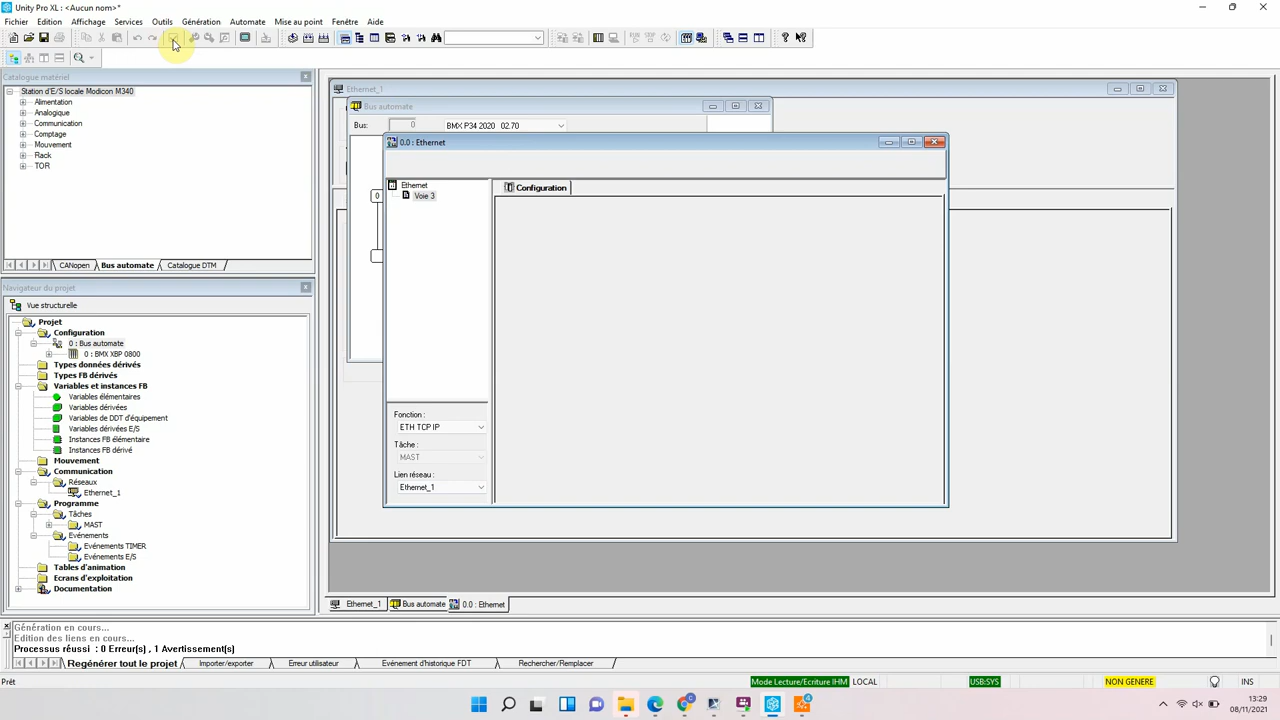 Unity Pro XL : <Aucun nom>*
Fichier Edition Affichage Services Outils Génération Automate Mise au point Fenêtre Aide
Catalogue matériel
Station d'E/S locale Modicon M340
Alimentation
Analogique
Communication
Comptage
Mouvement
Rack
TOR
CANopen Bus automate Catalogue DTM
Navigateur du projet
Vue structurelle
Projet
Configuration
0 : Bus automate
0 : BMX XBP 0800
Types données dérivés
Types FB dérivés
Variables et instances FB
Variables élémentaires
Variables dérivées
Variables de DDT d'équipement
Variables dérivées E/S
Instances FB élémentaire
Instances FB dérivé
Mouvement
Communication
Réseaux
Ethernet_1
Programme
Tâches
MAST
Evénements
Evénements TIMER
Evénements E/S
Tables d'animation
Ecrans d'exploitation
Documentation
Ethernet_1
Bus automate
Bus: 0 BMX P34 2020 02.70
0
0.0 : Ethernet
Ethernet
Voie 3
Configuration
Fonction :
ETH TCP IP
Tâche :
MAST
Lien réseau :
Ethernet_1
Ethernet_1 Bus automate 0.0 : Ethernet
Génération en cours...
Edition des liens en cours...
Processus réussi : 0 Erreur(s) , 1 Avertissement(s)
Regénérer tout le projet Importer/exporter Erreur utilisateur Evénement d'historique FDT Rechercher/Remplacer
Prêt Mode Lecture/Ecriture IHM LOCAL USB:SYS NON GENERE INS
13:29
08/11/2021